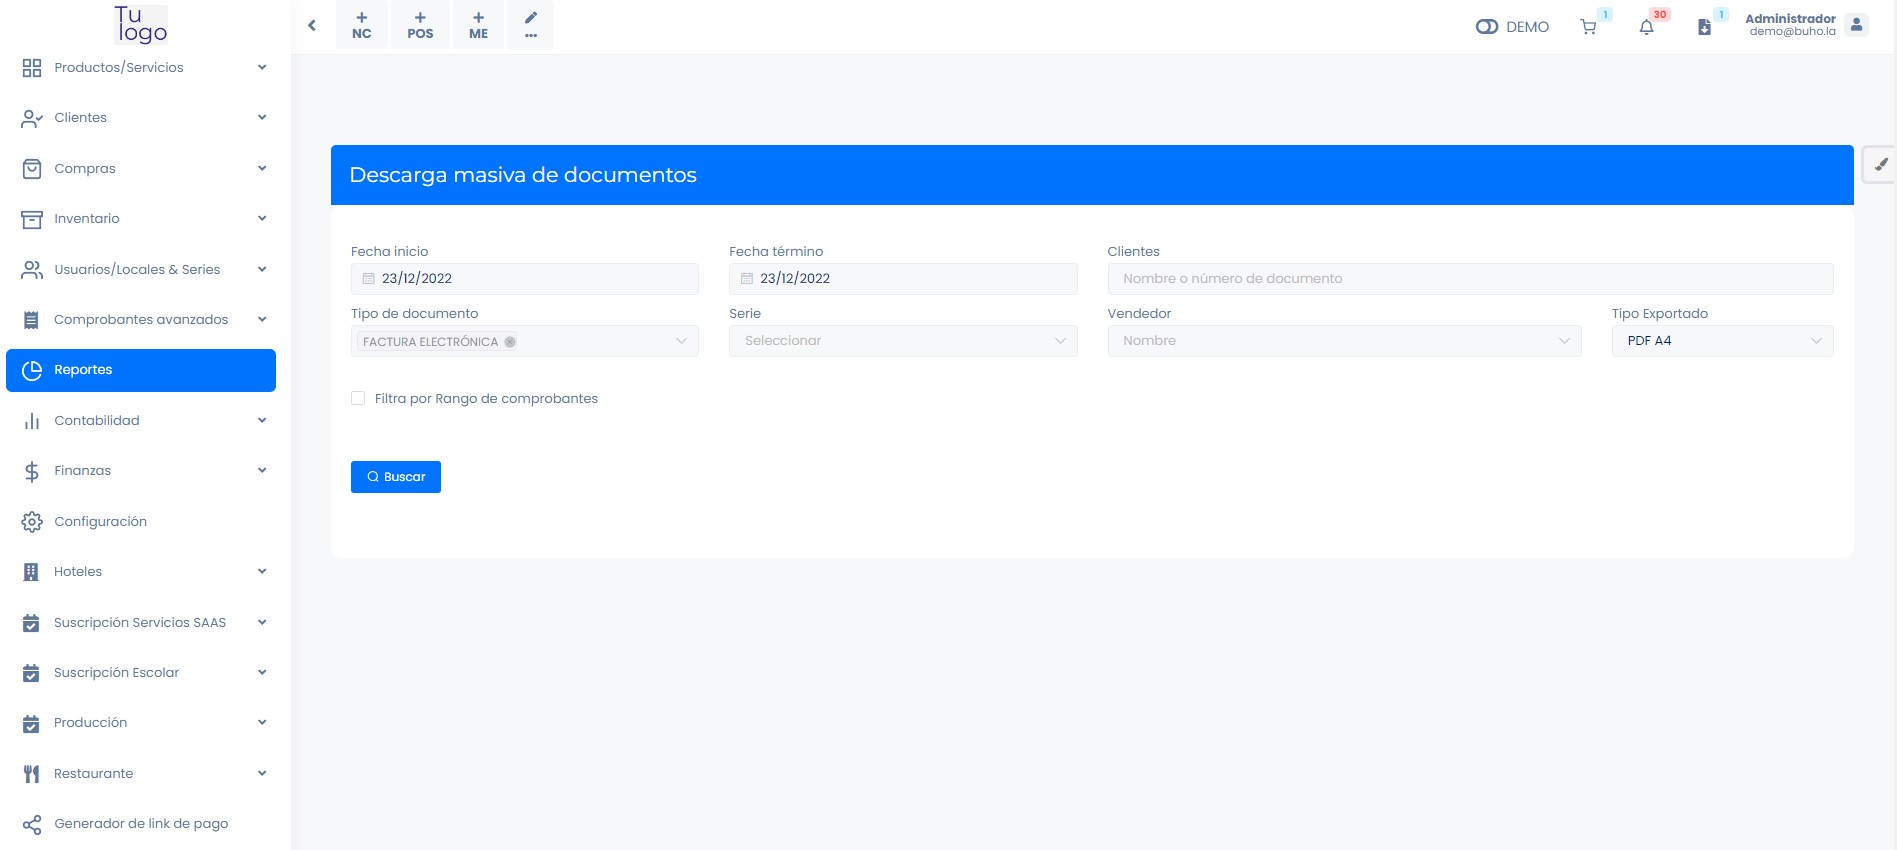 Tu
logo
NC
POS
ME
...
DEMO
1
30
1
Administrador
demo@buho.la
Productos/Servicios
Clientes
Compras
Inventario
Usuarios/Locales & Series
Comprobantes avanzados
Reportes
Contabilidad
Finanzas
Configuración
Hoteles
Suscripción Servicios SAAS
Suscripción Escolar
Producción
Restaurante
Generador de link de pago
Descarga masiva de documentos
Fecha inicio
23/12/2022
Fecha término
23/12/2022
Clientes
Nombre o número de documento
Tipo de documento
FACTURA ELECTRÓNICA
Serie
Seleccionar
Vendedor
Nombre
Tipo Exportado
PDF A4
Filtra por Rango de comprobantes
Buscar